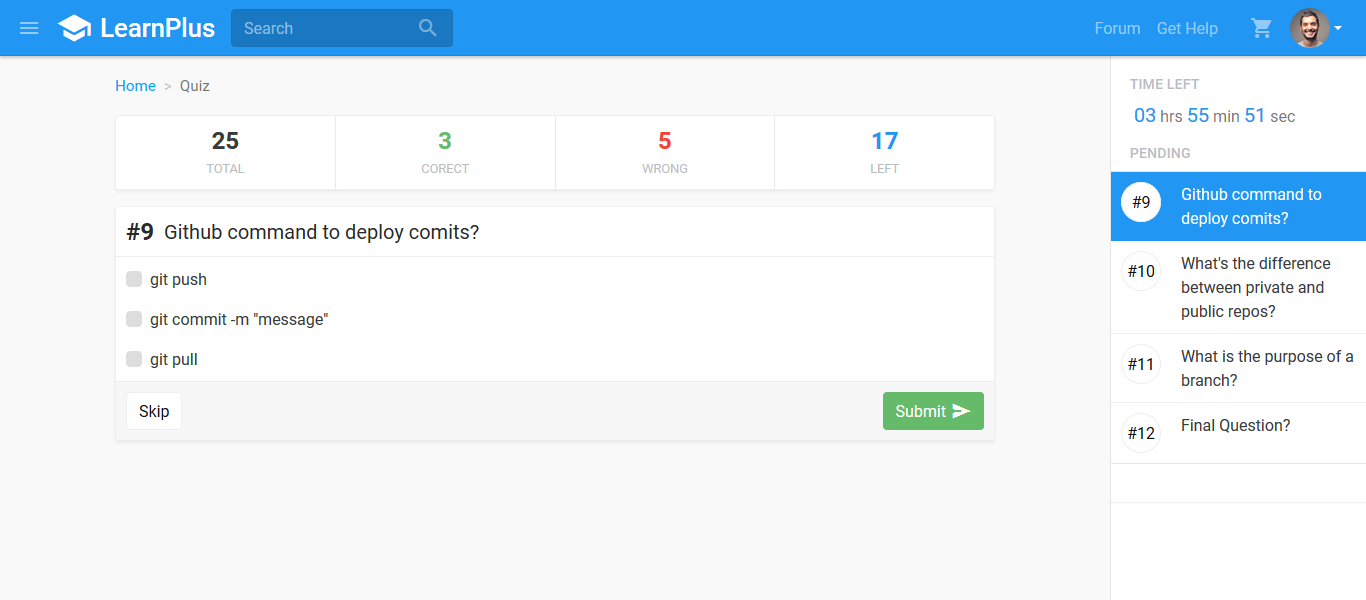 LearnPlus
Search
Forum
Get Help
Home > Quiz
25
TOTAL
3
CORECT
5
WRONG
17
LEFT
#9 Github command to deploy comits?
git push
git commit -m "message"
git pull
Skip
Submit
TIME LEFT
03 hrs 55 min 51 sec
PENDING
#9
Github command to
deploy comits?
#10
What's the difference
between private and
public repos?
#11
What is the purpose of a
branch?
#12
Final Question?